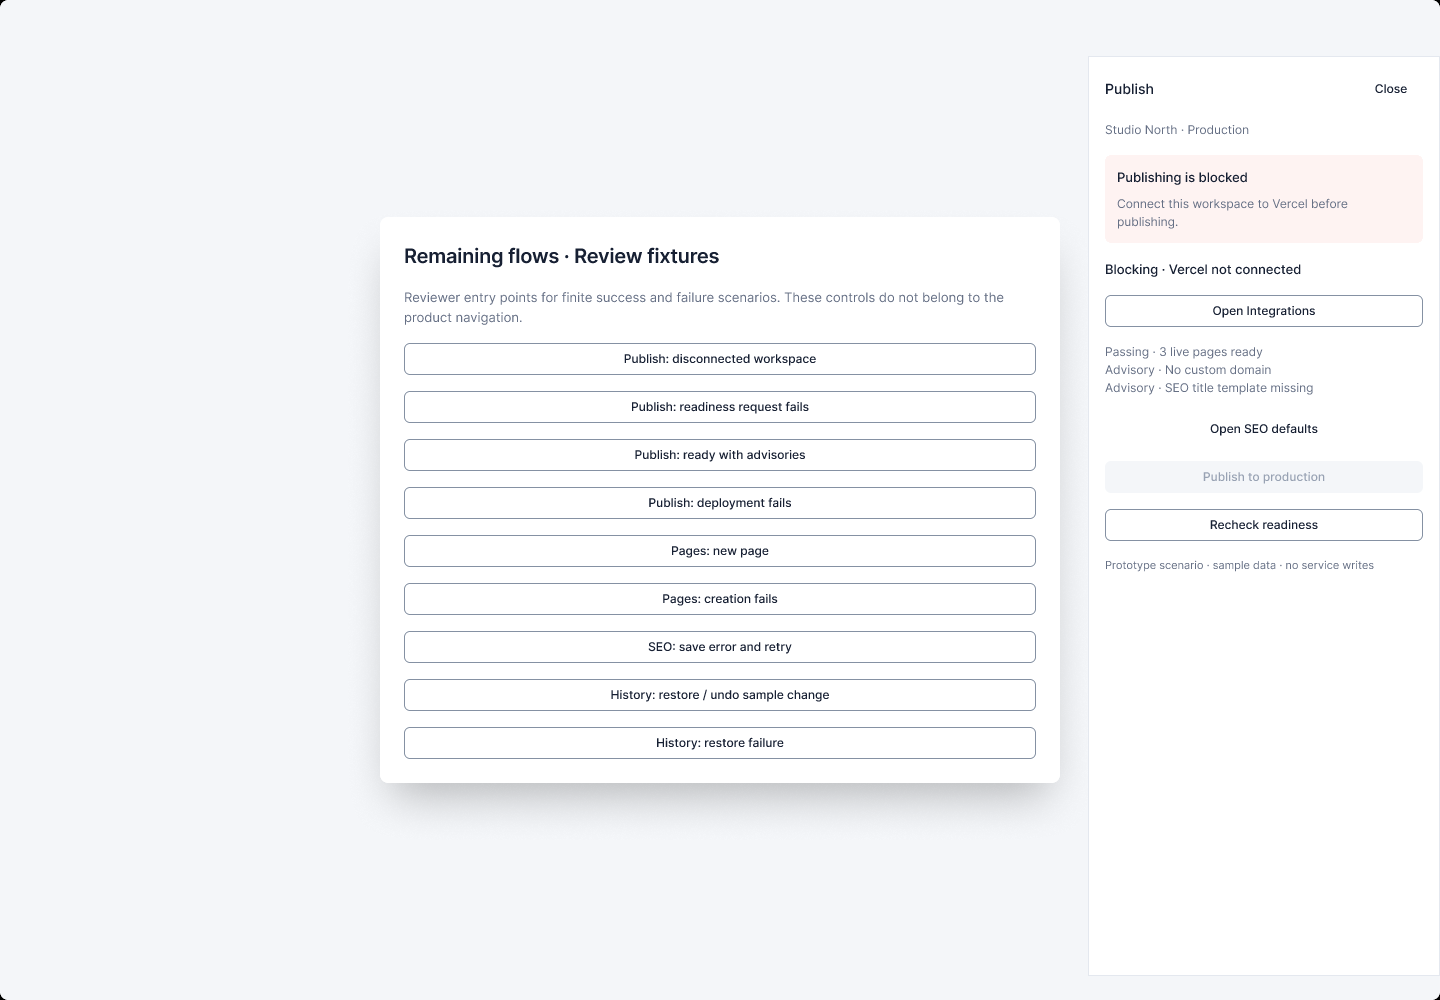 Remaining flows · Review fixtures
Reviewer entry points for finite success and failure scenarios. These controls do not belong to the
product navigation.
Publish: disconnected workspace
Publish: readiness request fails
Publish: ready with advisories
Publish: deployment fails
Pages: new page
Pages: creation fails
SEO: save error and retry
History: restore / undo sample change
History: restore failure
Publish
Close
Studio North · Production
Publishing is blocked
Connect this workspace to Vercel before
publishing.
Blocking · Vercel not connected
Open Integrations
Passing · 3 live pages ready
Advisory · No custom domain
Advisory · SEO title template missing
Open SEO defaults
Publish to production
Recheck readiness
Prototype scenario · sample data · no service writes